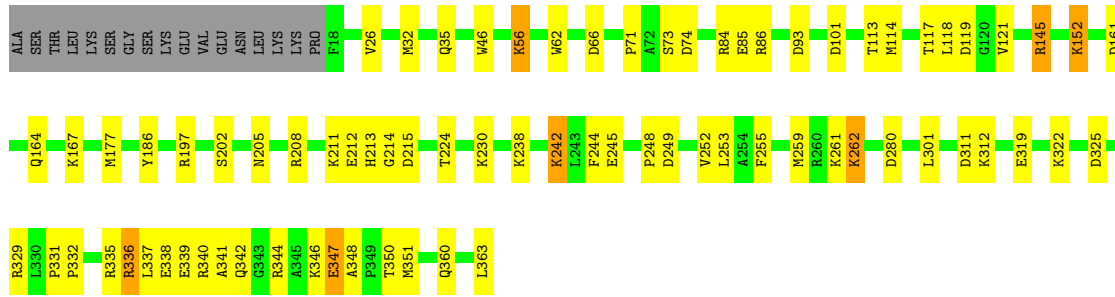 ALA SER THR LEU LYS SER GLY SER LYS GLU VAL GLU ASN LEU LYS LYS PRO F18 V26 M32 Q35 W46 K56 W62 D66 P71 A72 S73 D74 R84 E85 R86 D93 D101 T113 M114 T117 L118 D119 G120 V121 R145 K152
Q164 K167 M177 Y186 R197 S202 N205 R208 K211 E212 H213 G214 D215 T224 K230 K238 K242 L243 F244 E245 P248 D249 V252 L253 A254 F255 M259 R260 K261 K262 D280 L301 D311 K312 E319 K322 D325
R329 L330 P331 P332 R335 R336 L337 E338 E339 R340 A341 Q342 G343 R344 A345 K346 E347 A348 P349 T350 M351 Q360 L363